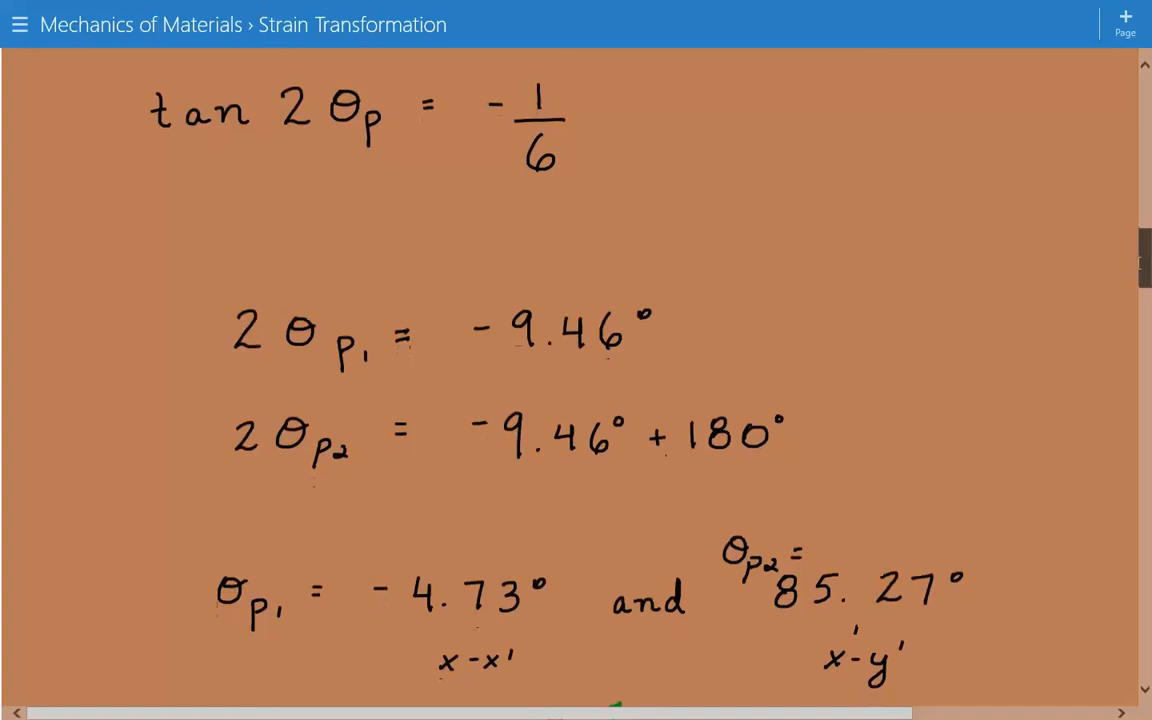 Mechanics of Materials › Strain Transformation
Page
tan 2θp = - 1/6
2θp1 = -9.46°
2θp2 = -9.46° + 180°
θp1 = -4.73° and θp2 = 85.27°
x-x' x'-y'